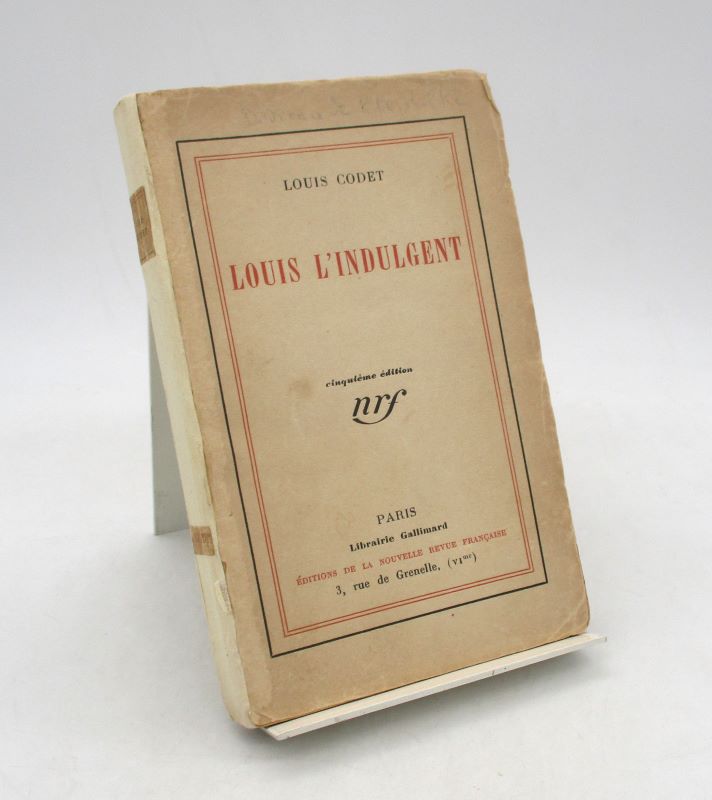 LOUIS CODET
LOUIS L'INDULGENT
cinquième édition
nrf
PARIS
Librairie Gallimard
ÉDITIONS DE LA NOUVELLE REVUE FRANÇAISE
3, rue de Grenelle, (VIme)